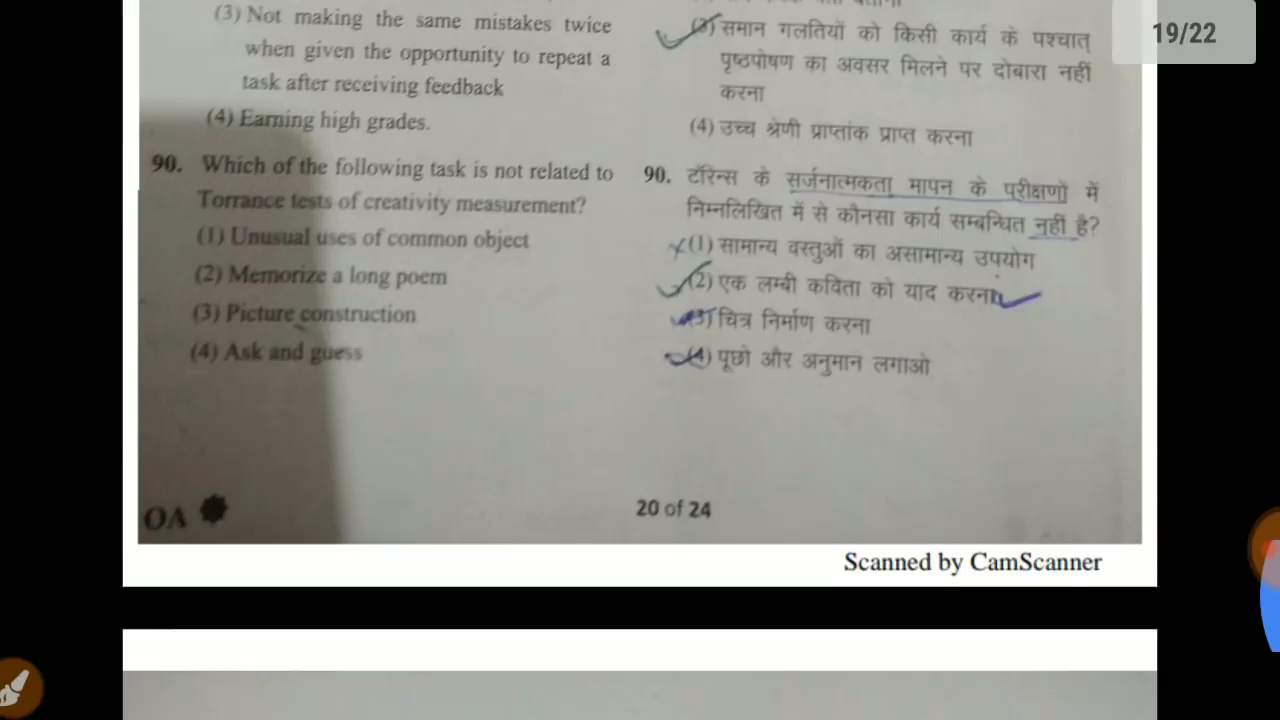 19/22
(3) Not making the same mistakes twice
when given the opportunity to repeat a
task after receiving feedback
(4) Earning high grades.
90. Which of the following task is not related to
Torrance tests of creativity measurement?
(1) Unusual uses of common object
(2) Memorize a long poem
(3) Picture construction
(4) Ask and guess
(3) समान गलतियों को किसी कार्य के पश्चात्
पृष्ठपोषण का अवसर मिलने पर दोबारा नहीं
करना
(4) उच्च श्रेणी प्राप्तांक प्राप्त करना
90. टॉरेन्स के सर्जनात्मकता मापन के परीक्षणों में
निम्नलिखित में से कौनसा कार्य सम्बन्धित नहीं है?
(1) सामान्य वस्तुओं का असामान्य उपयोग
(2) एक लम्बी कविता को याद करना
(3) चित्र निर्माण करना
(4) पूछो और अनुमान लगाओ
OA
20 of 24
Scanned by CamScanner